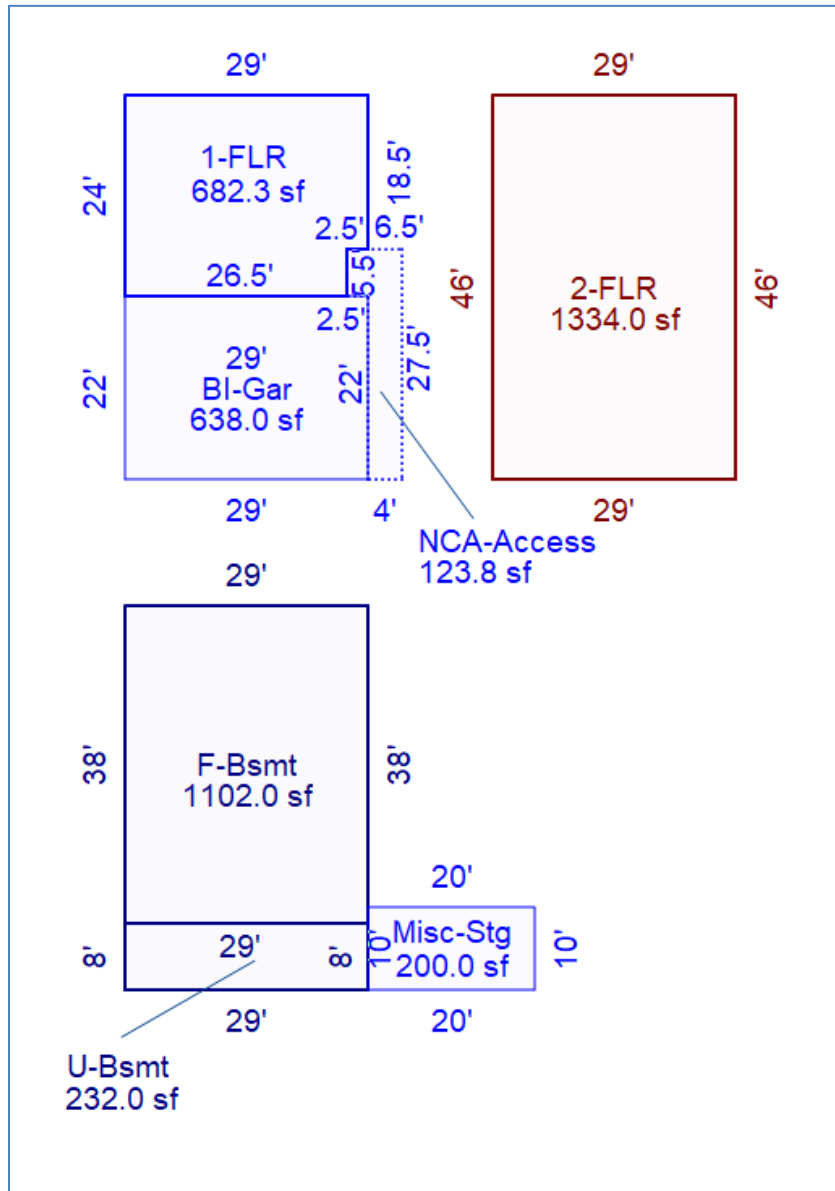 29'
29'
1-FLR
682.3 sf
24'
18.5'
2.5'
6.5'
5.5'
26.5'
2.5'
27.5'
46'
2-FLR
1334.0 sf
46'
22'
29'
BI-Gar
638.0 sf
22'
29'
4'
29'
NCA-Access
123.8 sf
29'
38'
F-Bsmt
1102.0 sf
38'
20'
8'
29'
8'
10'
Misc-Stg
200.0 sf
10'
29'
20'
U-Bsmt
232.0 sf